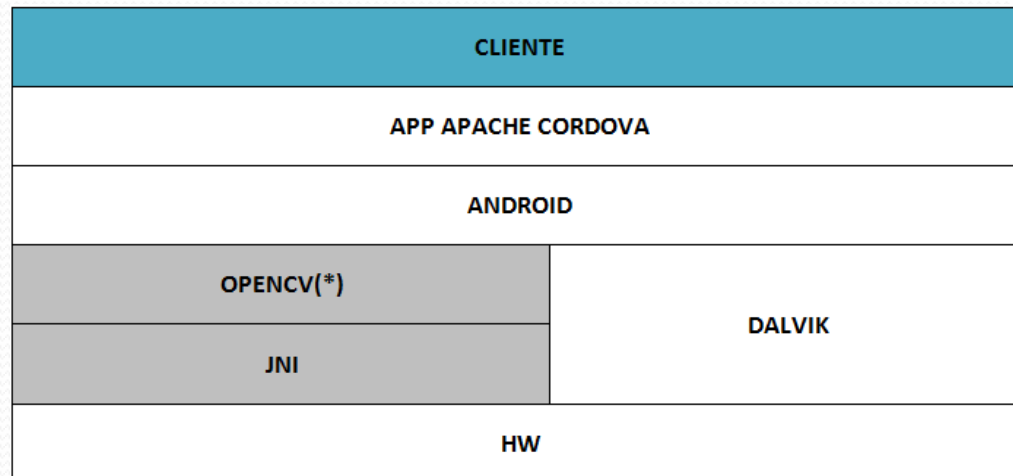 CLIENTE
APP APACHE CORDOVA
ANDROID
OPENCV(*)
DALVIK
JNI
HW